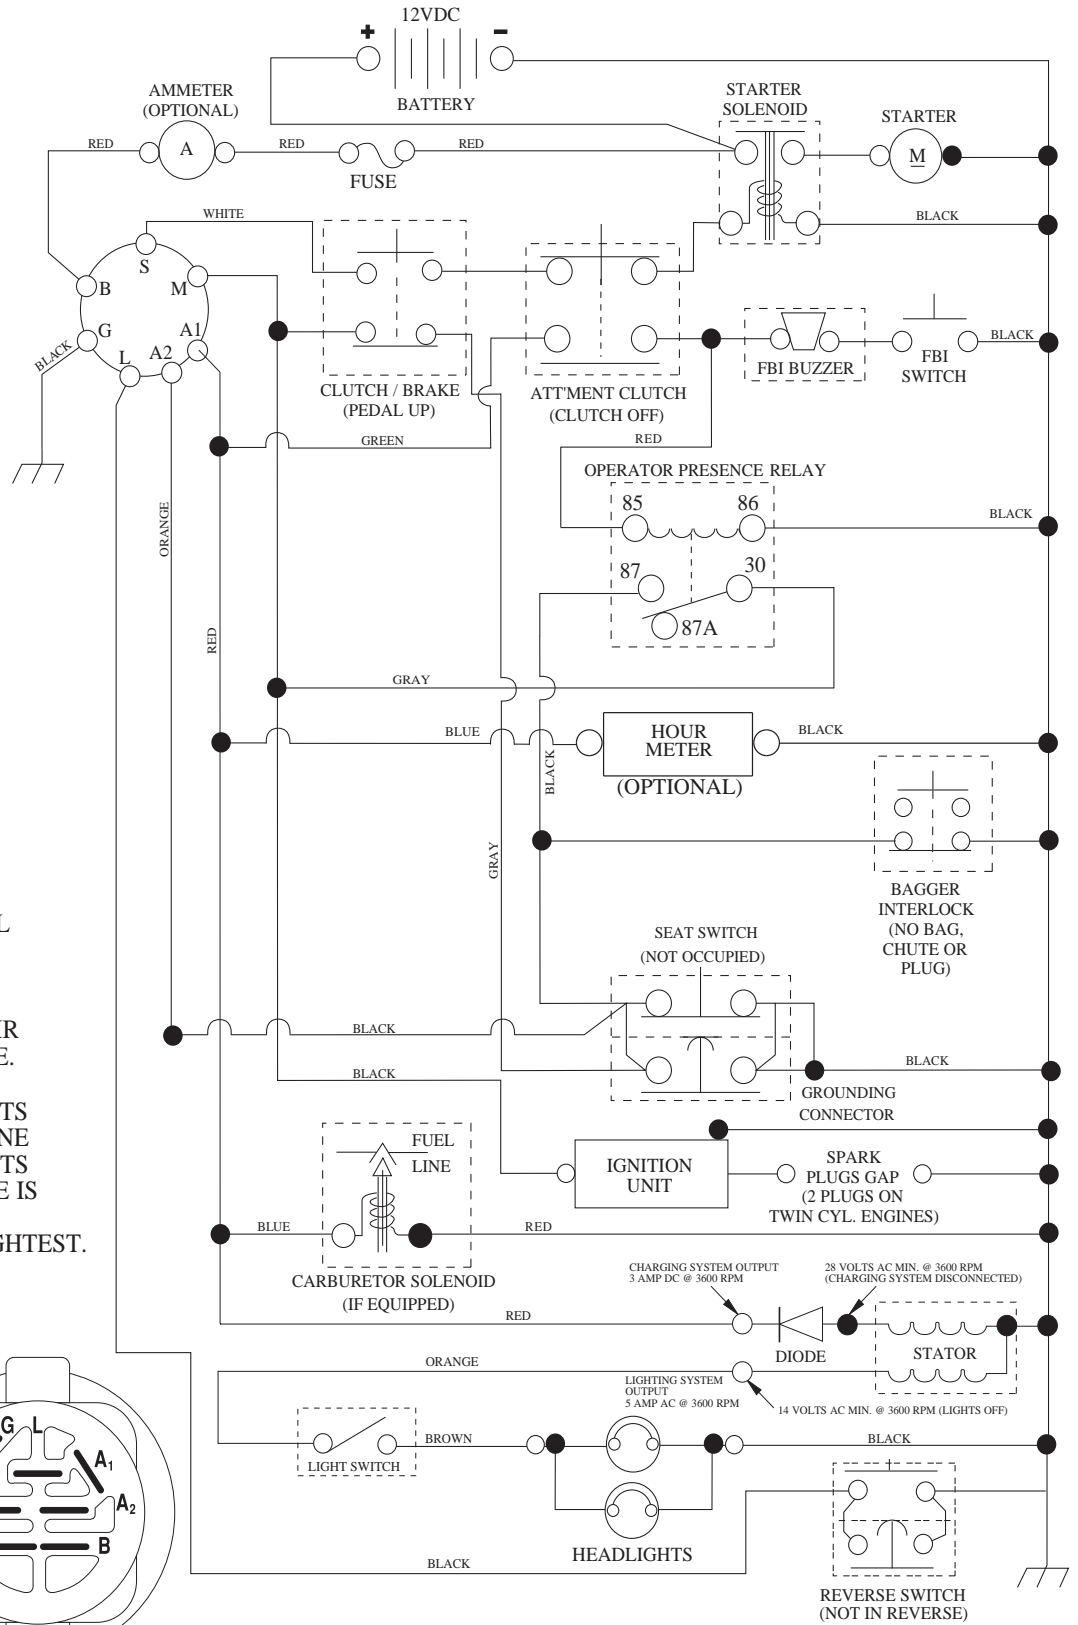 12VDC
+
-
BATTERY
AMMETER
(OPTIONAL)
STARTER
SOLENOID
STARTER
RED
A
RED
FUSE
RED
M
WHITE
BLACK
S
B
M
G
A1
L
A2
BLACK
CLUTCH / BRAKE
(PEDAL UP)
ATT'MENT CLUTCH
(CLUTCH OFF)
FBI BUZZER
FBI
SWITCH
BLACK
GREEN
RED
OPERATOR PRESENCE RELAY
85
86
BLACK
87
30
87A
ORANGE
RED
GRAY
BLUE
HOUR
METER
(OPTIONAL)
BLACK
BLACK
GRAY
BAGGER
INTERLOCK
(NO BAG,
CHUTE OR
PLUG)
SEAT SWITCH
(NOT OCCUPIED)
L
IR
E.
BLACK
BLACK
BLACK
GROUNDING
CONNECTOR
TS
NE
TS
E IS
GHTEST.
FUEL
LINE
IGNITION
UNIT
SPARK
PLUGS GAP
(2 PLUGS ON
TWIN CYL. ENGINES)
BLUE
RED
CARBURETOR SOLENOID
(IF EQUIPPED)
CHARGING SYSTEM OUTPUT
3 AMP DC @ 3600 RPM
28 VOLTS AC MIN. @ 3600 RPM
(CHARGING SYSTEM DISCONNECTED)
RED
DIODE
STATOR
ORANGE
LIGHTING SYSTEM
OUTPUT
5 AMP AC @ 3600 RPM
14 VOLTS AC MIN. @ 3600 RPM (LIGHTS OFF)
LIGHT SWITCH
BROWN
BLACK
HEADLIGHTS
G
L
A1
A2
B
BLACK
REVERSE SWITCH
(NOT IN REVERSE)